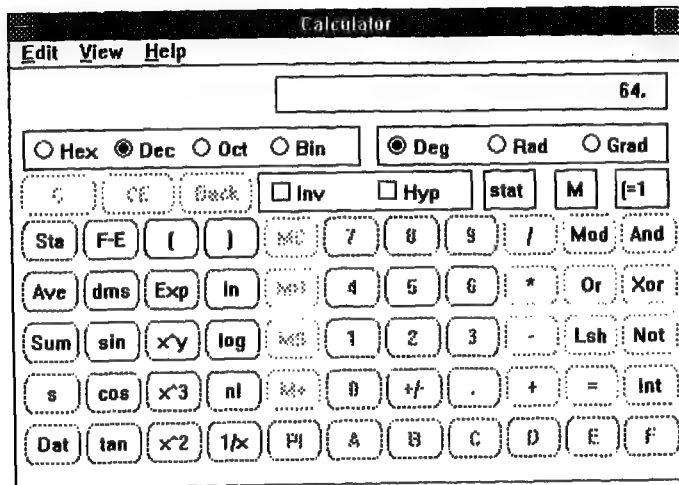 Calculator
Edit View Help
64.
Hex Dec Oct Bin Deg Rad Grad
C CE Back Inv Hyp stat M (=1
Sta F-E ( ) MC 7 8 9 / Mod And
Ave dms Exp ln MR 4 5 6 * Or Xor
Sum sin x^y log MS 1 2 3 - Lsh Not
s cos x^3 n! M+ 0 +/- . + = Int
Dat tan x^2 1/x PI A B C D E F